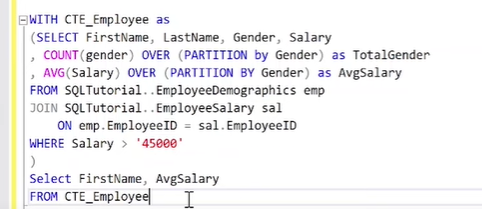 WITH CTE_Employee as
(SELECT FirstName, LastName, Gender, Salary
, COUNT(gender) OVER (PARTITION by Gender) as TotalGender
, AVG(Salary) OVER (PARTITION BY Gender) as AvgSalary
FROM SQLTutorial..EmployeeDemographics emp
JOIN SQLTutorial..EmployeeSalary sal
ON emp.EmployeeID = sal.EmployeeID
WHERE Salary > '45000'
)
Select FirstName, AvgSalary
FROM CTE_Employee